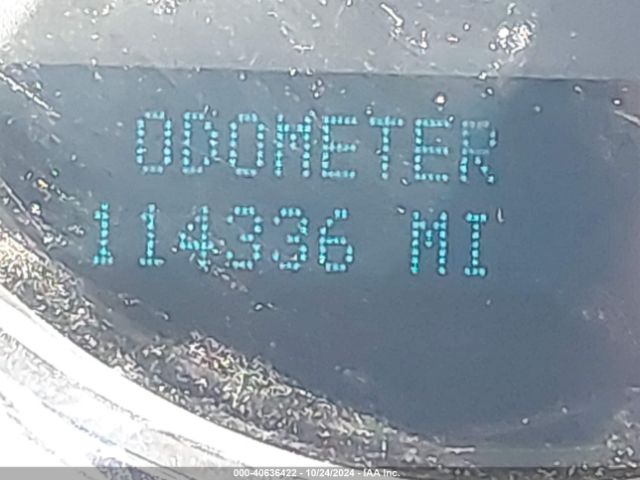 ODOMETER
114336 MI
000-40636422 - 10/24/2024 - IAA Inc.